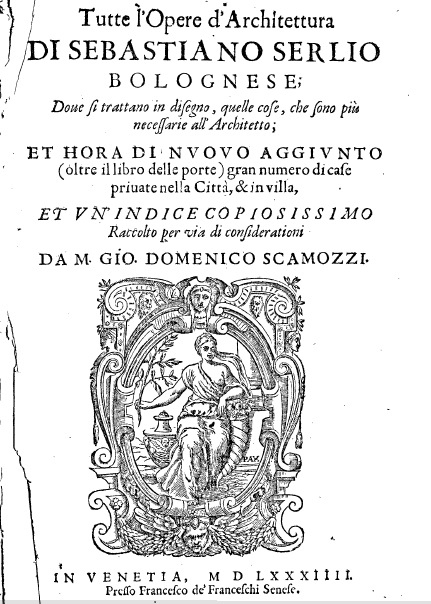 Tutte l'Opere d'Architettura
DI SEBASTIANO SERLIO
BOLOGNESE;
Doue ſi trattano in diſegno, quelle coſe, che ſono più
neceſſarie all'Architetto;
ET HORA DI NVOVO AGGIVNTO
(oltre il libro delle porte) gran numero di caſe
priuate nella Città, & in villa,
ET VN'INDICE COPIOSISSIMO
Raccolto per via di conſiderationi
DA M. GIO. DOMENICO SCAMOZZI.
PAX
IN VENETIA, M D LXXXIIII.
Preſſo Franceſco de' Franceſchi Seneſe.